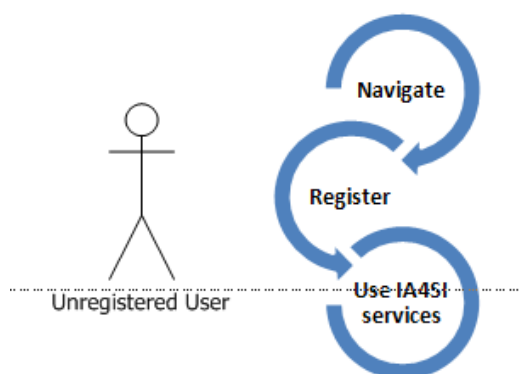 Navigate
Register
Unregistered User
Use IA4SI
services